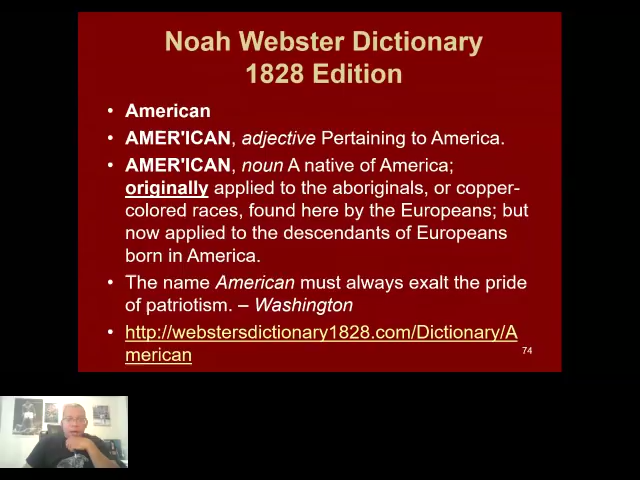 Noah Webster Dictionary
1828 Edition
• American
• AMER'ICAN, adjective Pertaining to America.
• AMER'ICAN, noun A native of America;
originally applied to the aboriginals, or copper-
colored races, found here by the Europeans; but
now applied to the descendants of Europeans
born in America.
• The name American must always exalt the pride
of patriotism. – Washington
• http://webstersdictionary1828.com/Dictionary/A
merican
74